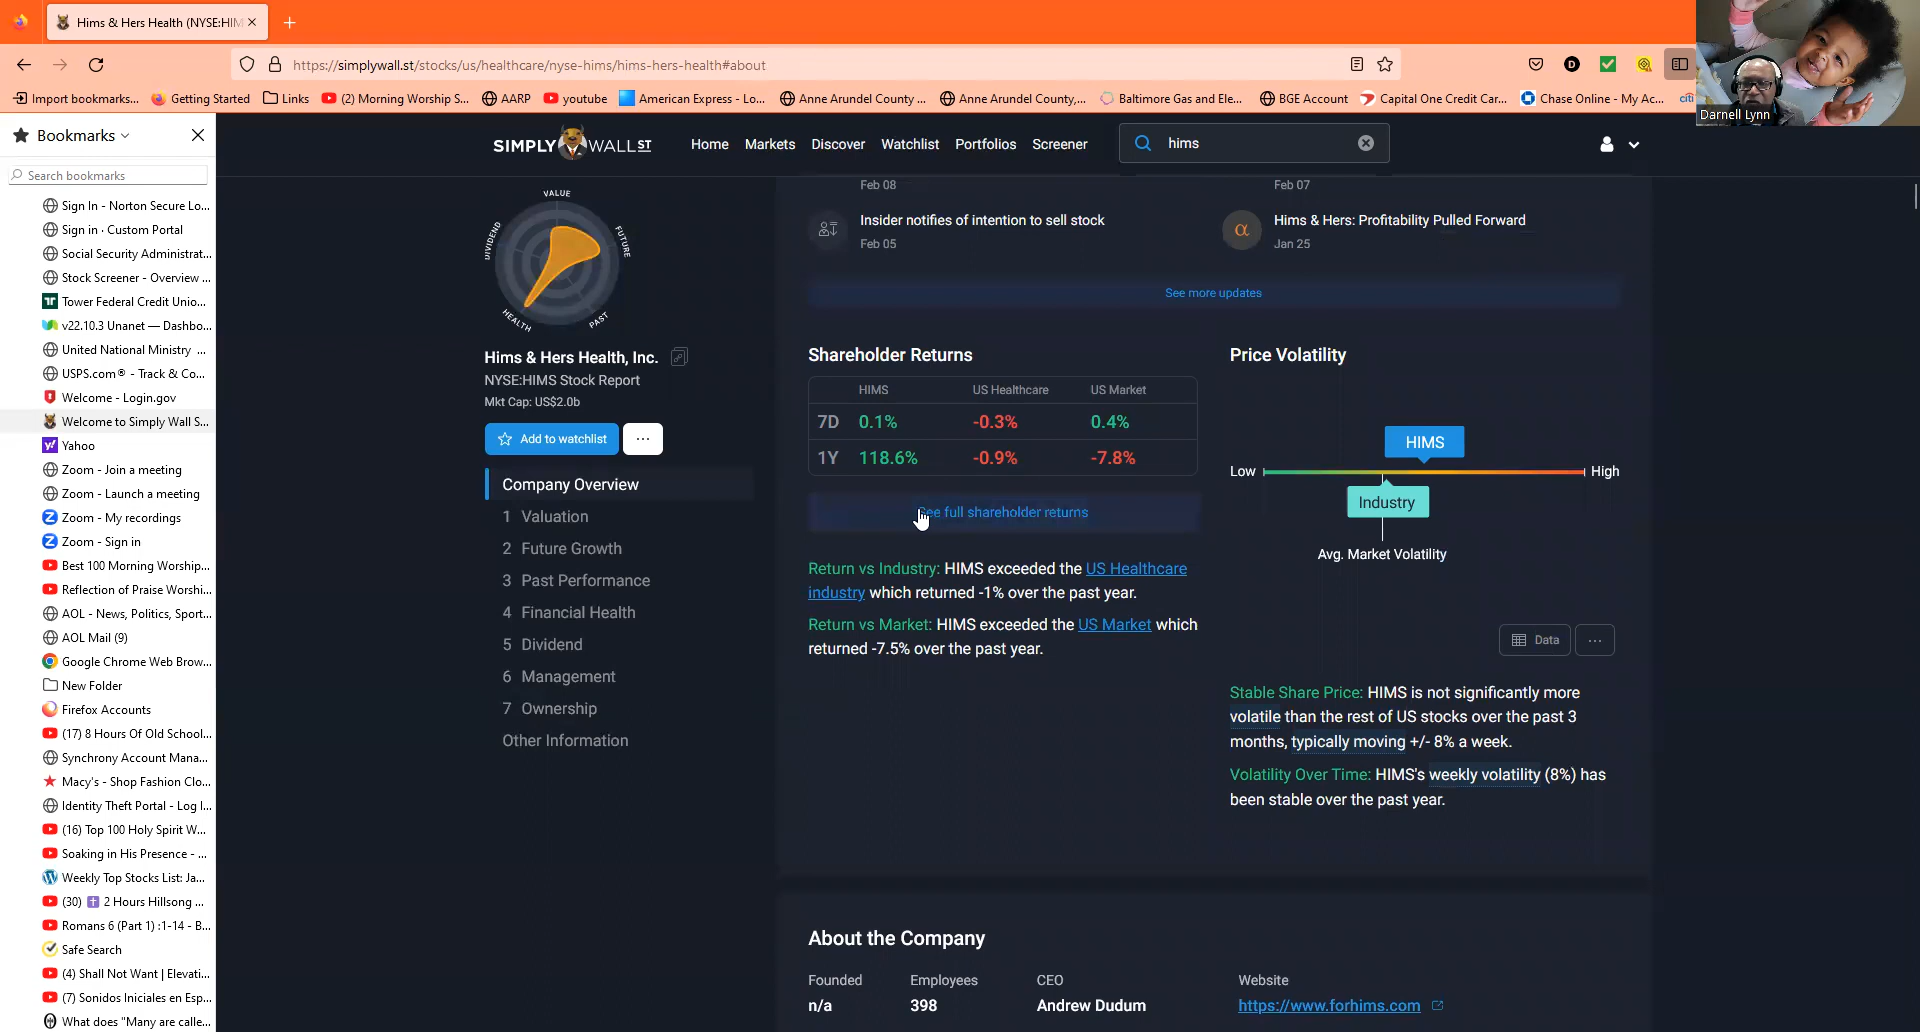 Hims & Hers Health (NYSE:HIM
https://simplywall.st/stocks/us/healthcare/nyse-hims/hims-hers-health#about
Import bookmarks...
Getting Started
Links
(2) Morning Worship S...
AARP
youtube
American Express - Lo...
Anne Arundel County ...
Anne Arundel County,...
Baltimore Gas and Ele...
BGE Account
Capital One Credit Car...
Chase Online - My Ac...
citi
Darnell Lynn
Bookmarks
Search bookmarks
Sign In - Norton Secure Lo...
Sign in · Custom Portal
Social Security Administrat...
Stock Screener - Overview ...
Tower Federal Credit Unio...
v22.10.3 Unanet — Dashbo...
United National Ministry ...
USPS.com® - Track & Co...
Welcome - Login.gov
Welcome to Simply Wall S...
Yahoo
Zoom - Join a meeting
Zoom - Launch a meeting
Zoom - My recordings
Zoom - Sign in
Best 100 Morning Worship...
Reflection of Praise Worshi...
AOL - News, Politics, Sport...
AOL Mail (9)
Google Chrome Web Brow...
New Folder
Firefox Accounts
(17) 8 Hours Of Old School...
Synchrony Account Mana...
Macy's - Shop Fashion Clo...
Identity Theft Portal - Log I...
(16) Top 100 Holy Spirit W...
Soaking in His Presence - ...
Weekly Top Stocks List: Ja...
(30) ✝ 2 Hours Hillsong ...
Romans 6 (Part 1) :1-14 - B...
Safe Search
(4) Shall Not Want | Elevati...
(7) Sonidos Iniciales en Esp...
What does "Many are calle...
SIMPLY WALL ST
Home
Markets
Discover
Watchlist
Portfolios
Screener
hims
VALUE
FUTURE
PAST
HEALTH
DIVIDEND
Hims & Hers Health, Inc.
NYSE:HIMS Stock Report
Mkt Cap: US$2.0b
Add to watchlist
...
Company Overview
1 Valuation
2 Future Growth
3 Past Performance
4 Financial Health
5 Dividend
6 Management
7 Ownership
Other Information
Feb 08
Feb 07
Insider notifies of intention to sell stock
Feb 05
α
Hims & Hers: Profitability Pulled Forward
Jan 25
See more updates
Shareholder Returns
HIMS US Healthcare US Market
7D 0.1% -0.3% 0.4%
1Y 118.6% -0.9% -7.8%
See full shareholder returns
Return vs Industry: HIMS exceeded the US Healthcare
industry which returned -1% over the past year.
Return vs Market: HIMS exceeded the US Market which
returned -7.5% over the past year.
Price Volatility
HIMS
Low
High
Industry
Avg. Market Volatility
Data
...
Stable Share Price: HIMS is not significantly more
volatile than the rest of US stocks over the past 3
months, typically moving +/- 8% a week.
Volatility Over Time: HIMS's weekly volatility (8%) has
been stable over the past year.
About the Company
Founded
n/a
Employees
398
CEO
Andrew Dudum
Website
https://www.forhims.com